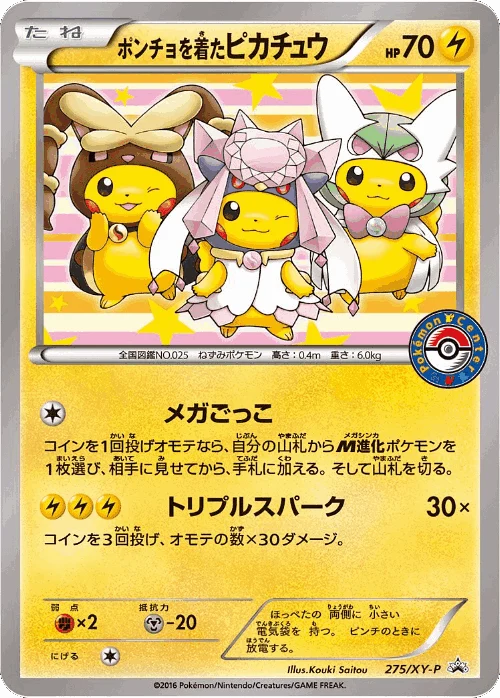 たね
ポンチョを着たピカチュウ
HP70
Pokémon Center
全国図鑑NO.025 ねずみポケモン 高さ：0.4m 重さ：6.0kg
メガごっこ
コインを1回投げオモテなら、自分の山札からM進化ポケモンを
1枚選び、相手に見せてから、手札に加える。そして山札を切る。
トリプルスパーク 30×
コインを3回投げ、オモテの数×30ダメージ。
弱点 抵抗力
×2 -20
にげる
ほっぺたの 両側に 小さい
電気袋を 持つ。 ピンチのときに
放電する。
Illus.Kouki Saitou 275/XY-P
PROMO
©2016 Pokémon/Nintendo/Creatures/GAME FREAK.